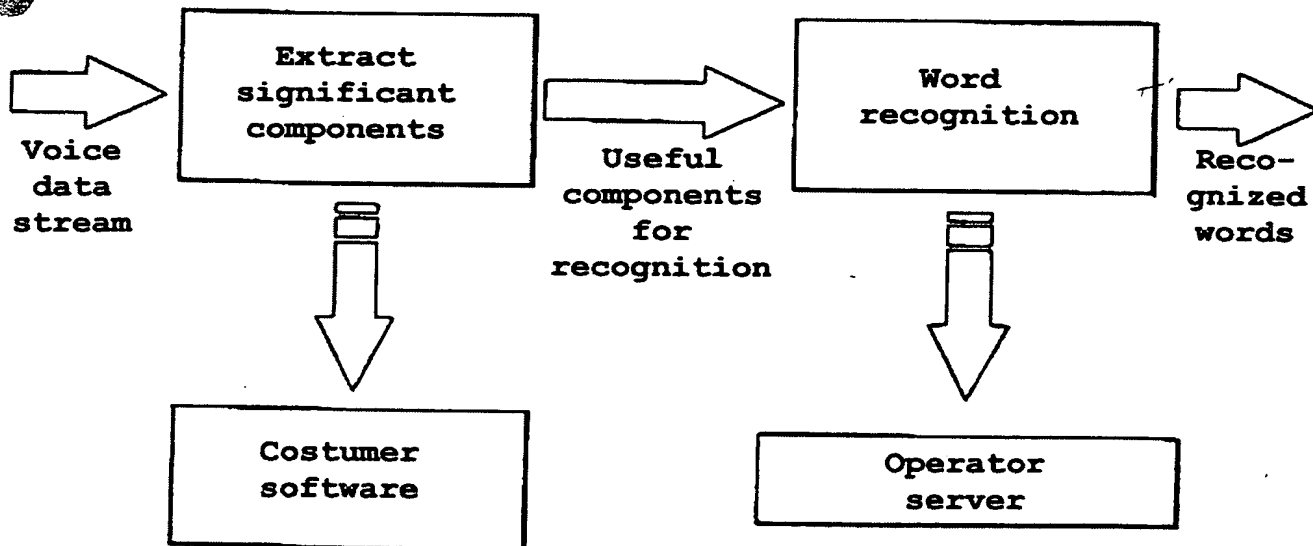 Extract
significant
components
Word
recognition
Voice
data
stream
Useful
components
for
recognition
Reco-
gnized
words
Costumer
software
Operator
server